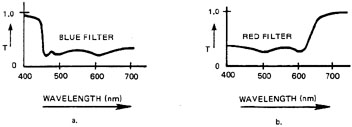 1.0
BLUE FILTER
T
400 500 600 700
WAVELENGTH (nm)
a.
1.0
RED FILTER
T
400 500 600 700
WAVELENGTH (nm)
b.